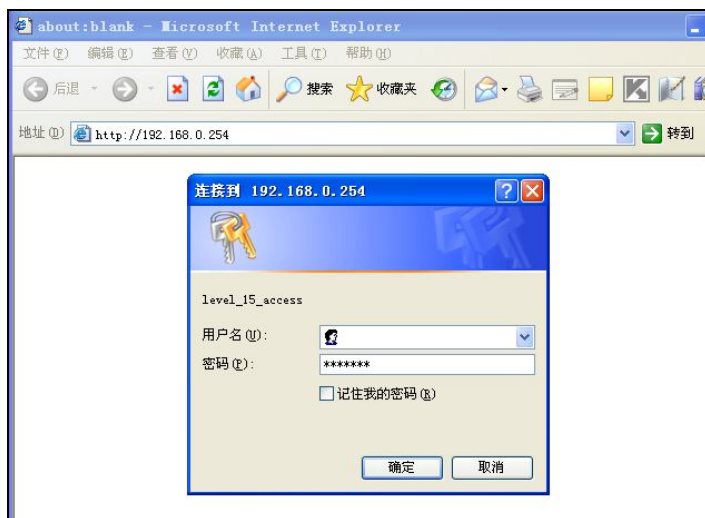 about:blank - Microsoft Internet Explorer
文件(F) 编辑(E) 查看(V) 收藏(A) 工具(T) 帮助(H)
后退 搜索 收藏夹
地址(D) http://192.168.0.254 转到
连接到 192.168.0.254
level_15_access
用户名(U):
密码(P): *******
记住我的密码(R)
确定 取消